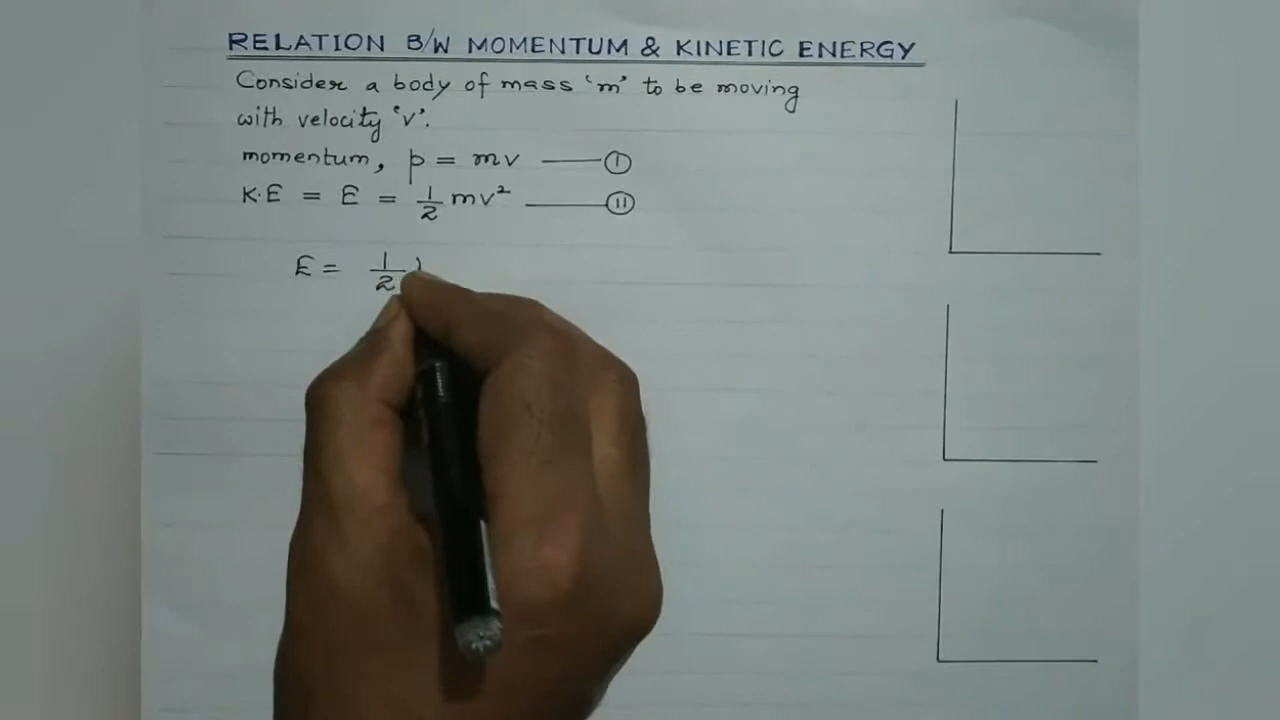 RELATION B/W MOMENTUM & KINETIC ENERGY
Consider a body of mass 'm' to be moving
with velocity 'v'.
momentum, p = mv —— (I)
K.E = E = 1/2 mv² —— (II)
E = 1/2